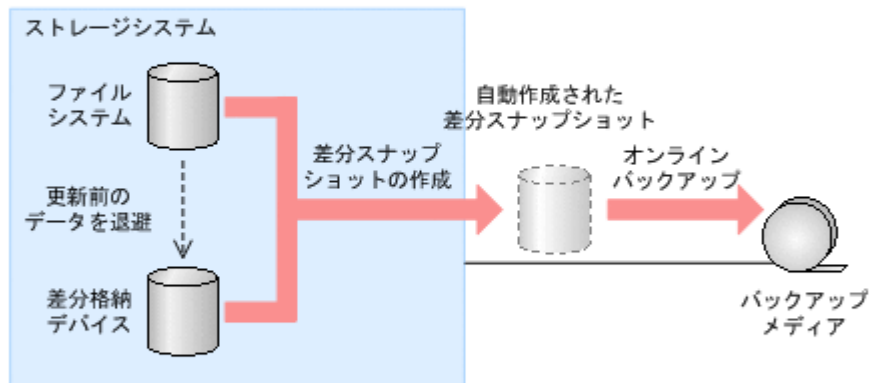 ストレージシステム
ファイル
システム
更新前の
データを退避
差分格納
デバイス
差分スナップ
ショットの作成
自動作成された
差分スナップショット
オンライン
バックアップ
バックアップ
メディア